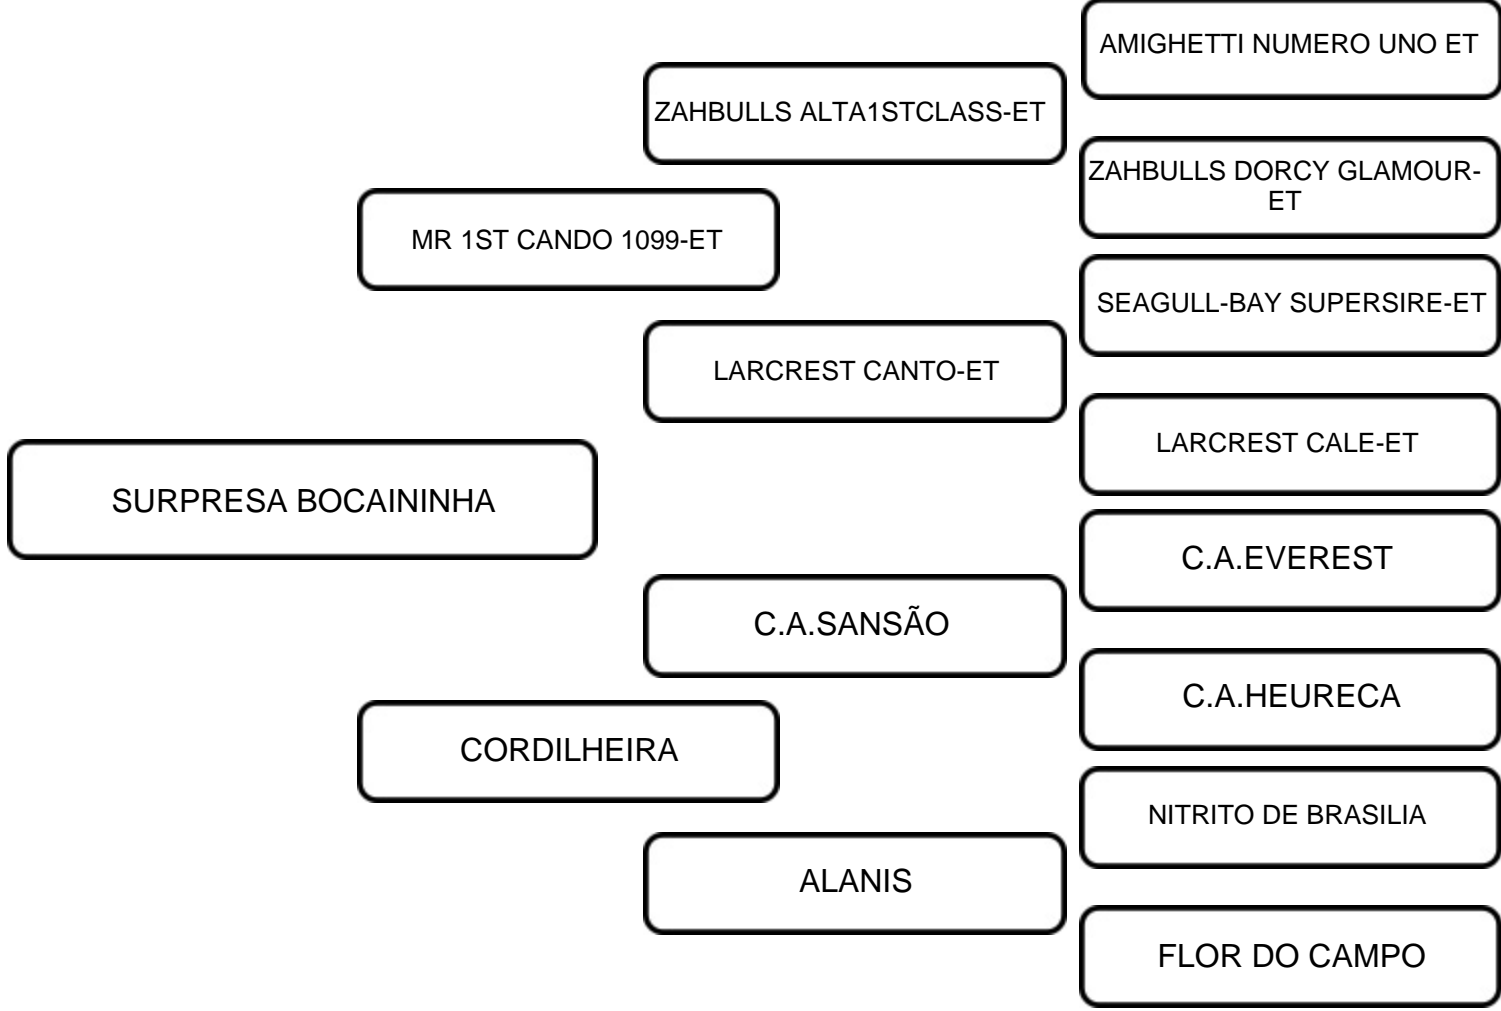 AMIGHETTI NUMERO UNO ET
ZAHBULLS ALTA1STCLASS-ET
ZAHBULLS DORCY GLAMOUR-
ET
MR 1ST CANDO 1099-ET
SEAGULL-BAY SUPERSIRE-ET
LARCREST CANTO-ET
LARCREST CALE-ET
SURPRESA BOCAININHA
C.A.EVEREST
C.A.SANSÃO
C.A.HEURECA
CORDILHEIRA
NITRITO DE BRASILIA
ALANIS
FLOR DO CAMPO